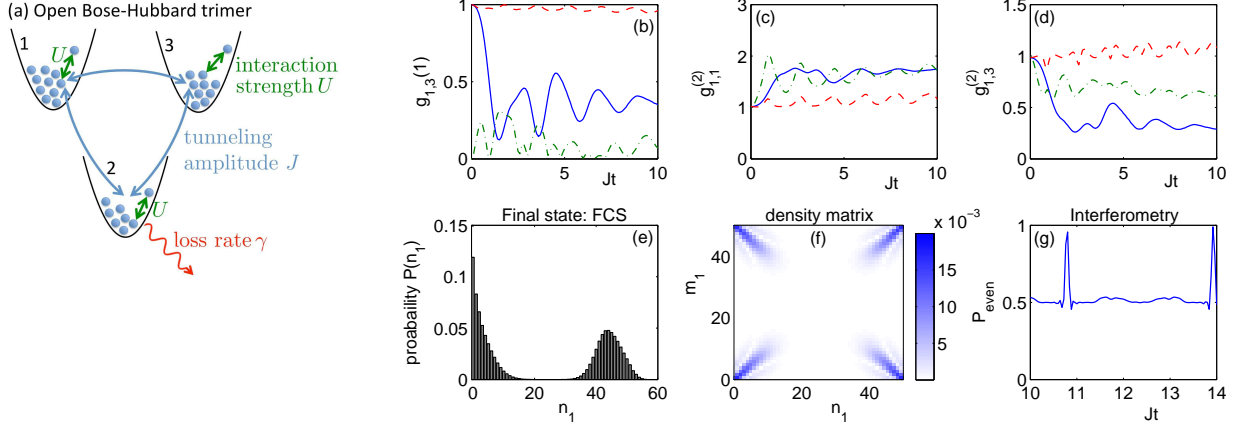 (a) Open Bose-Hubbard trimer
1
3
U
interaction
strength U
tunneling
amplitude J
2
U
loss rate γ
(b)
g1,3(1)
1
0.5
0
0
5
10
Jt
(c)
g1,1(2)
3
2
1
0
0
5
10
Jt
(d)
g1,3(2)
1.5
1
0.5
0
0
5
10
Jt
Final state: FCS
(e)
proabaility P(n1)
0.15
0.1
0.05
0
0
20
40
60
n1
density matrix
(f)
m1
40
20
0
0
20
40
n1
x 10-3
15
10
5
Interferometry
(g)
Peven
1
0.5
0
10
11
12
13
14
Jt